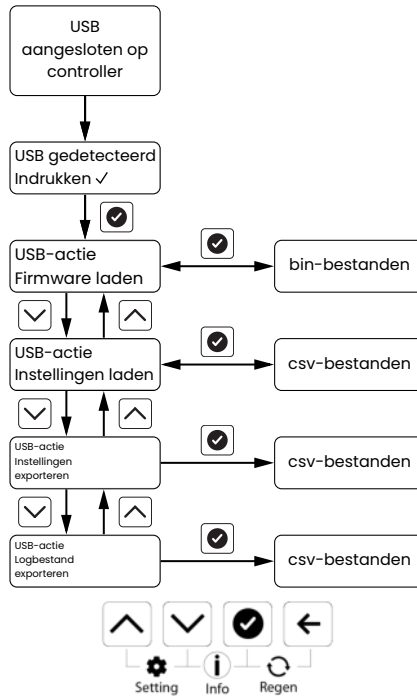 USB
aangesloten op
controller
USB gedetecteerd
Indrukken ✓
USB-actie
Firmware laden
bin-bestanden
USB-actie
Instellingen laden
csv-bestanden
USB-actie
Instellingen
exporteren
csv-bestanden
USB-actie
Logbestand
exporteren
csv-bestanden
Setting
Info
Regen